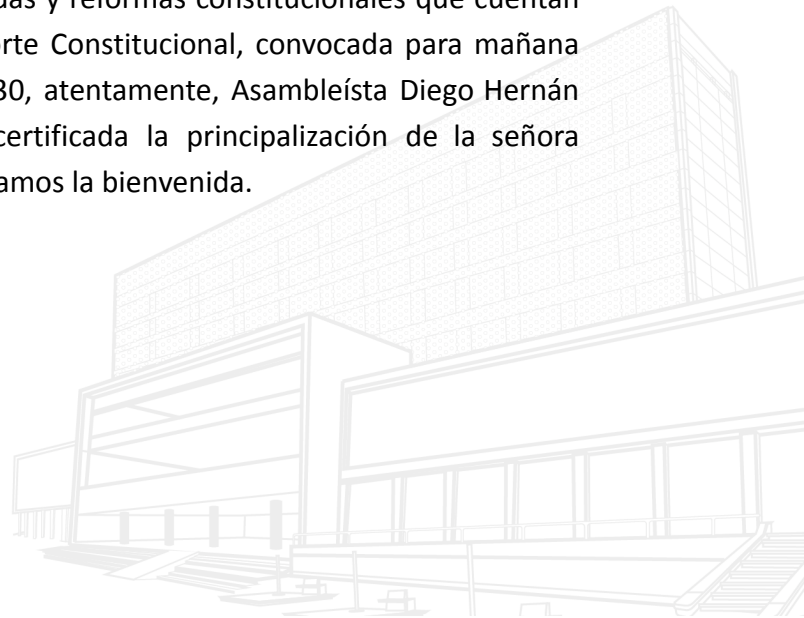 das y reformas constitucionales que cuentan
orte Constitucional, convocada para mañana
30, atentamente, Asambleísta Diego Hernán
certificada la principalización de la señora
amos la bienvenida.